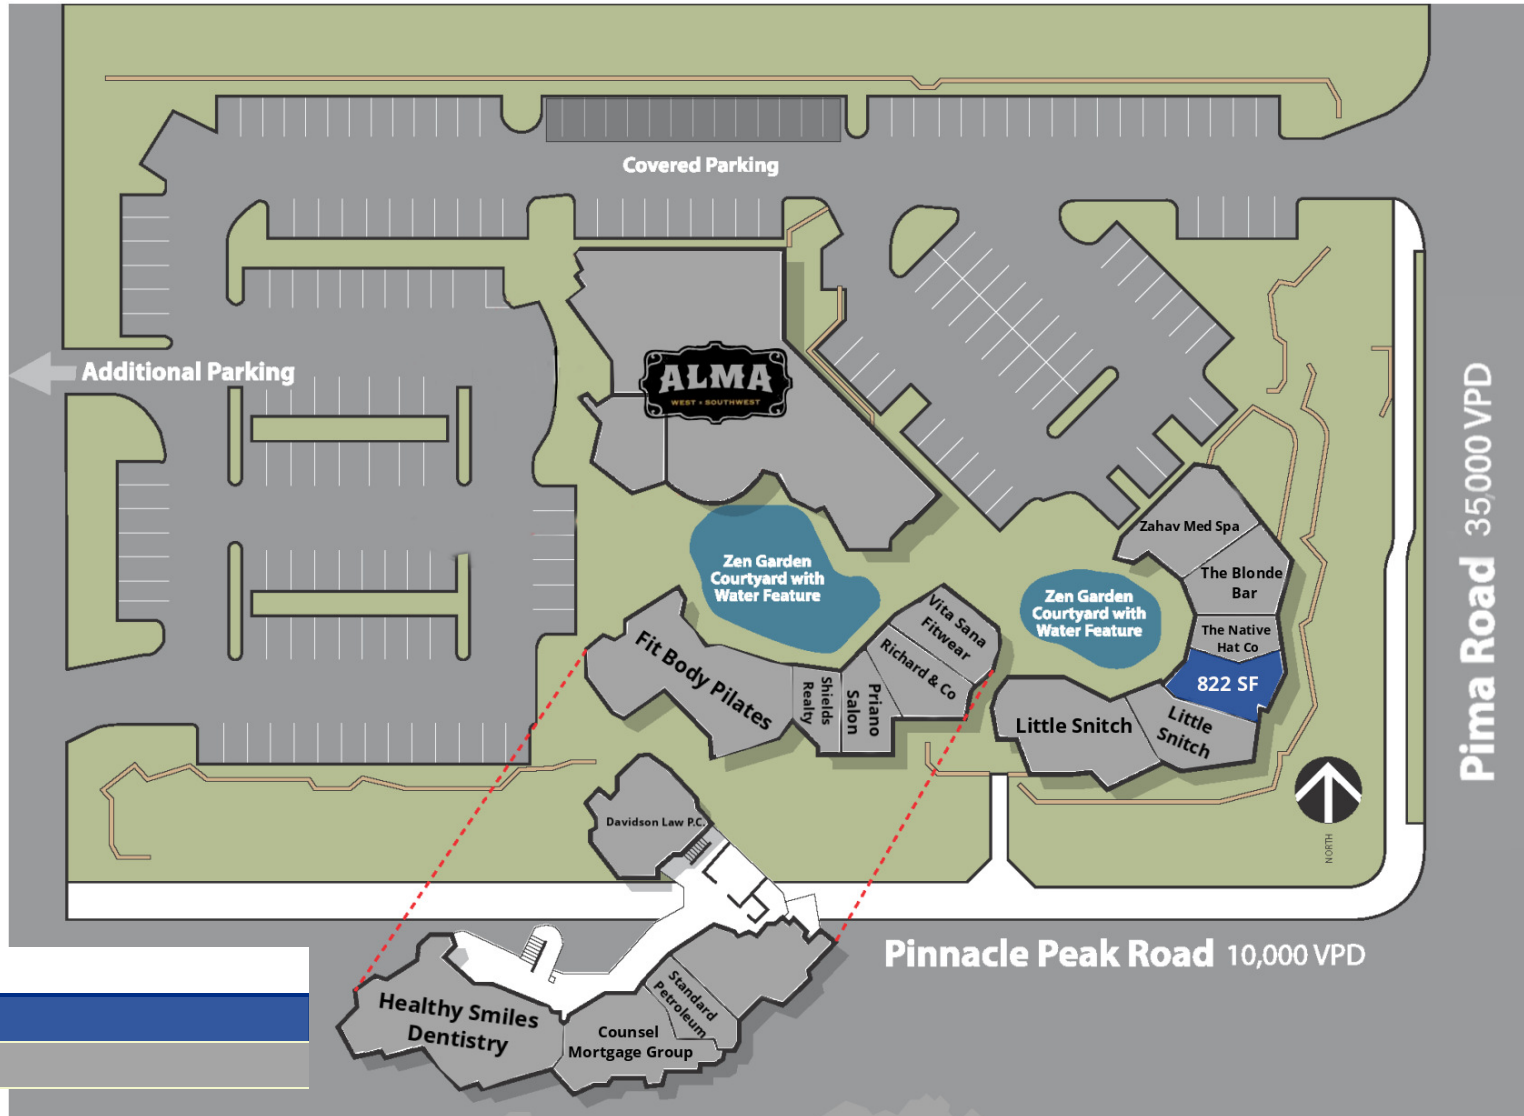 Covered Parking
ALMA
WEST • SOUTHWEST
Additional Parking
Pima Road 35,000 VPD
Zahav Med Spa
The Blonde
Bar
The Native
Hat Co
822 SF
Little
Snitch
Little Snitch
Zen Garden
Courtyard with
Water Feature
Zen Garden
Courtyard with
Water Feature
Vita Sana
Fitwear
Richard & Co
Priano
Salon
Shields
Realty
Fit Body Pilates
NORTH
Davidson Law P.C.
Pinnacle Peak Road 10,000 VPD
Standard
Petroleum
Healthy Smiles
Dentistry
Counsel
Mortgage Group